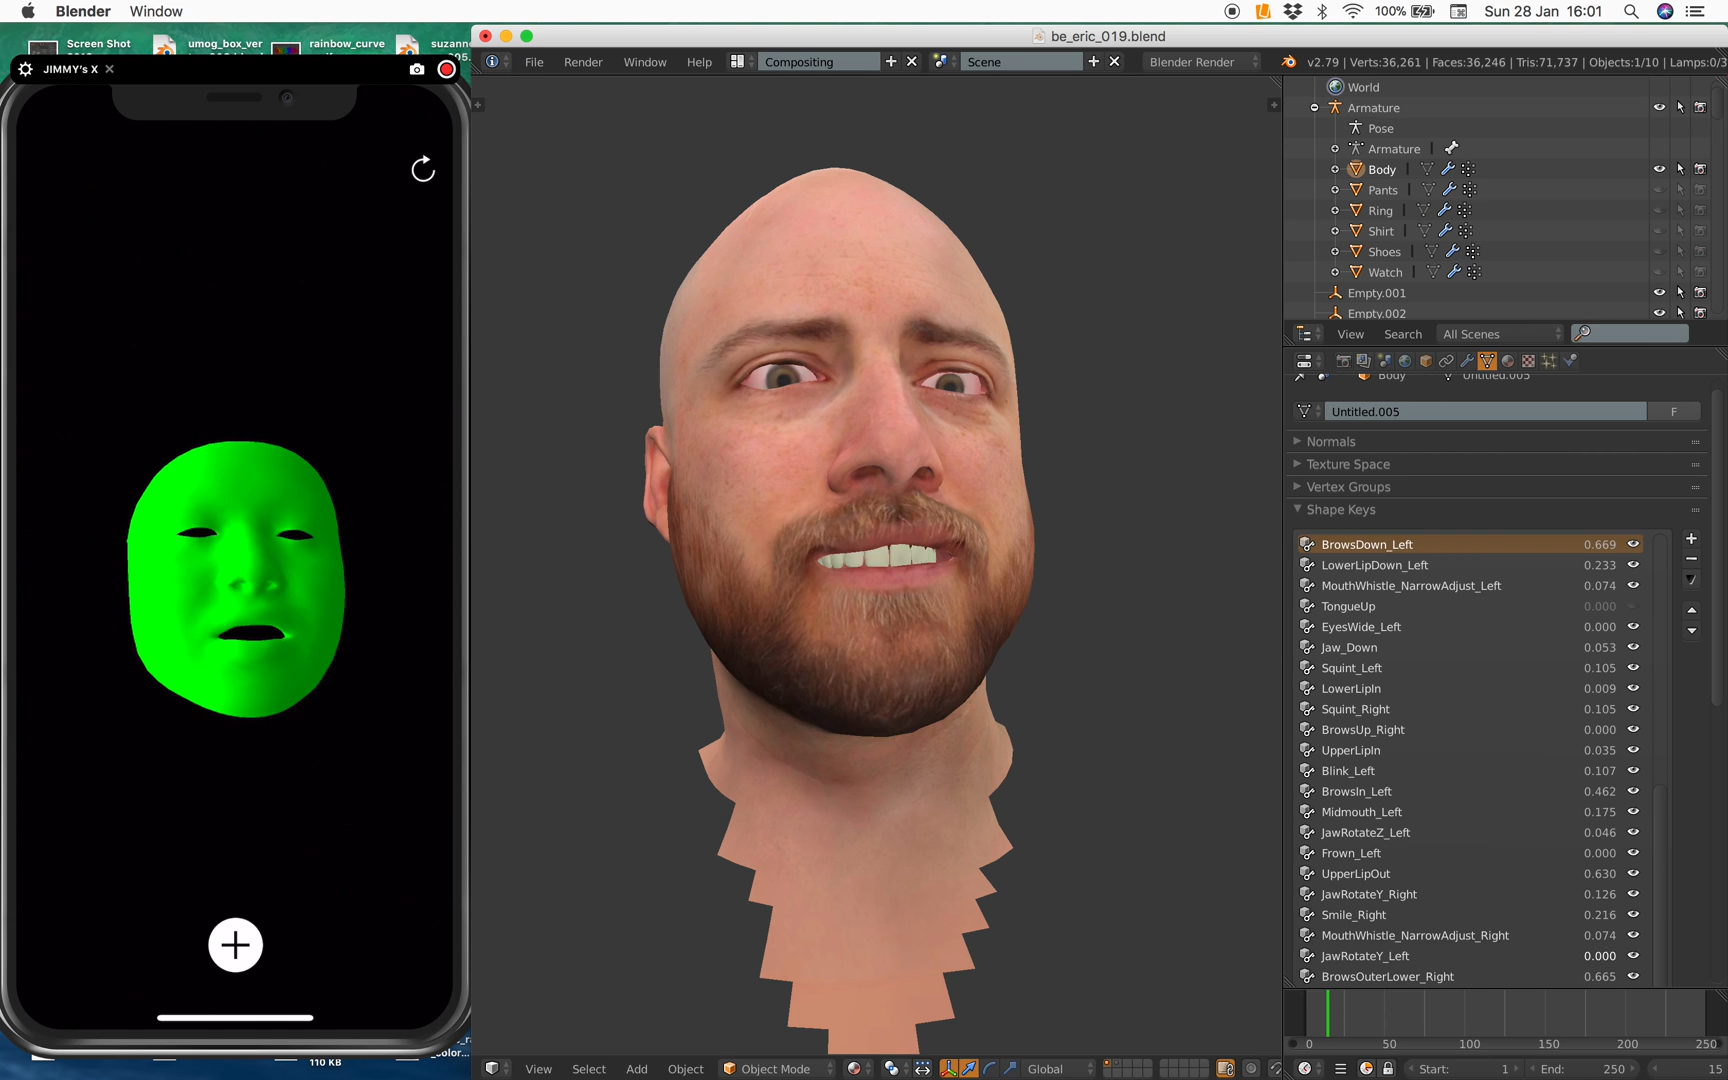 Blender Window
100% Sun 28 Jan 16:01
Screen Shot
umog_box_ver
rainbow_curve
suzanne
JIMMY's X
be_eric_019.blend
File Render Window Help Compositing Scene Blender Render v2.79 | Verts:36,261 | Faces:36,246 | Tris:71,737 | Objects:1/10 | Lamps:0/3
World
Armature
Pose
Armature
Body
Pants
Ring
Shirt
Shoes
Watch
Empty.001
Empty.002
View Search All Scenes
Body Untitled.005
Untitled.005 F
Normals
Texture Space
Vertex Groups
Shape Keys
BrowsDown_Left 0.669
LowerLipDown_Left 0.233
MouthWhistle_NarrowAdjust_Left 0.074
TongueUp 0.000
EyesWide_Left 0.000
Jaw_Down 0.053
Squint_Left 0.105
LowerLipIn 0.009
Squint_Right 0.105
BrowsUp_Right 0.000
UpperLipIn 0.035
Blink_Left 0.107
BrowsIn_Left 0.462
Midmouth_Left 0.175
JawRotateZ_Left 0.046
Frown_Left 0.000
UpperLipOut 0.630
JawRotateY_Right 0.126
Smile_Right 0.216
MouthWhistle_NarrowAdjust_Right 0.074
JawRotateY_Left 0.000
BrowsOuterLower_Right 0.665
0 50 100 150 200 250
110 KB
_color...
View Select Add Object Object Mode Global
Start: 1 End: 250 15